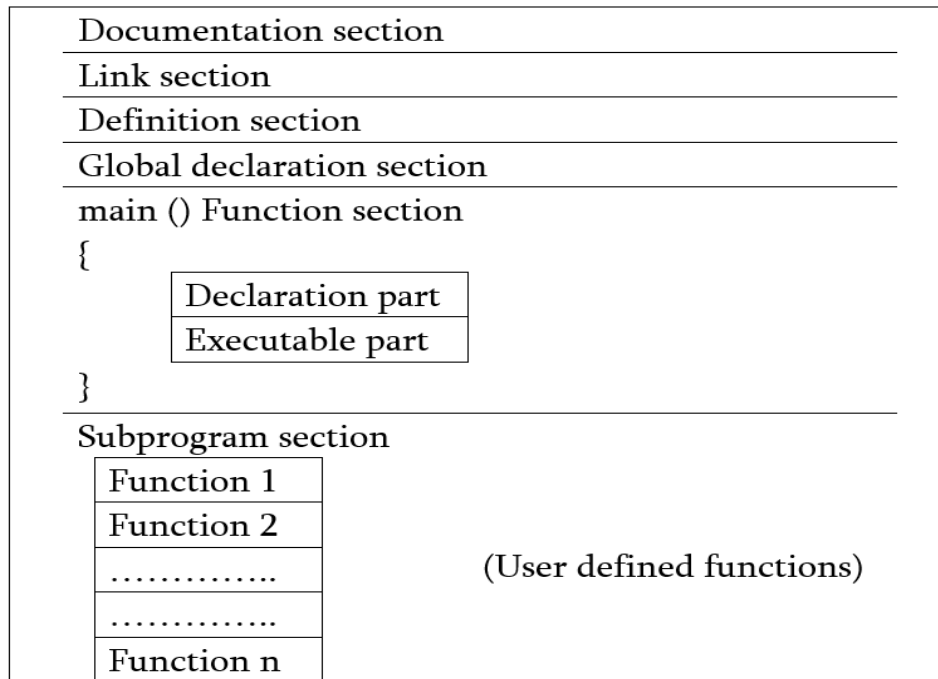 Documentation section
Link section
Definition section
Global declaration section
main () Function section
{
Declaration part
Executable part
}
Subprogram section
Function 1
Function 2
…………..
(User defined functions)
…………..
Function n